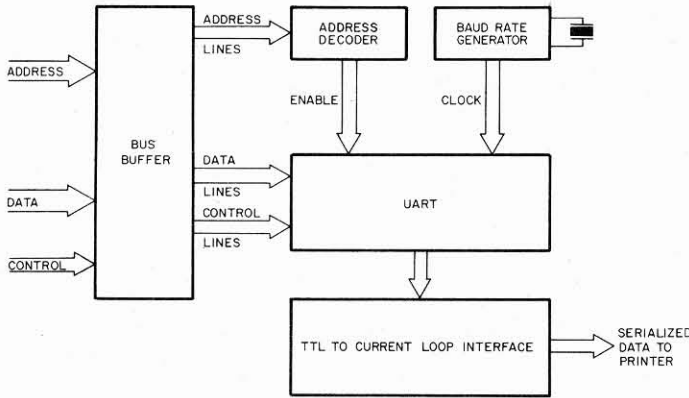 ADDRESS
LINES
ADDRESS
DECODER
BAUD RATE
GENERATOR
ADDRESS
ENABLE
CLOCK
BUS
BUFFER
DATA
LINES
DATA
CONTROL
LINES
UART
CONTROL
TTL TO CURRENT LOOP INTERFACE
SERIALIZED
DATA TO
PRINTER